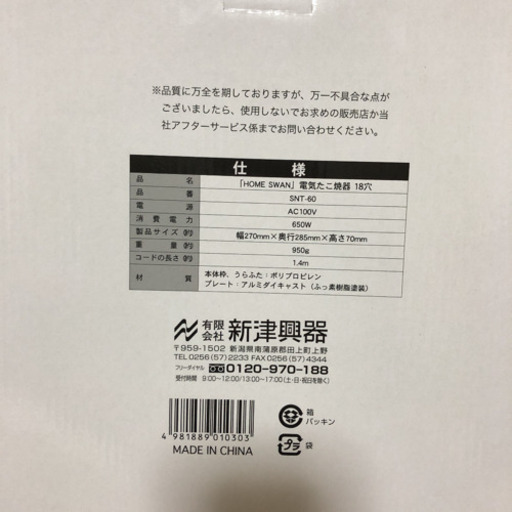 ※品質に万全を期しておりますが、万一不具合な点が
ございましたら、使用しないでお求めの販売店か当
社アフターサービス係までお問い合わせください。
仕 様
品 名 「HOME SWAN」電気たこ焼器 18穴
品 番 SNT-60
電 源 AC100V
消 費 電 力 650W
製品サイズ(約) 幅270mm×奥行285mm×高さ70mm
重 量(約) 950g
コードの長さ(約) 1.4m
材 質 本体枠、うらふた:ポリプロピレン
プレート:アルミダイキャスト(ふっ素樹脂塗装)
有限会社 新津興器
〒959-1502 新潟県南蒲原郡田上町上野
TEL 0256(57)2233 FAX 0256(57)4344
フリーダイヤル 0120-970-188
受付時間 9:00~12:00/13:00~17:00(土・日・祝日を除く)
4 981889 010303
MADE IN CHINA
箱
パッキン
プラ
袋